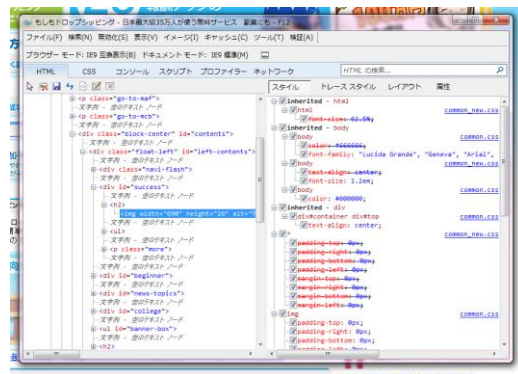 もしもドロップシッピング - 日本最大級35万人が使う無料サービス 副業にも - F12
ファイル(F) 検索(N) 無効化(S) 表示(V) イメージ(I) キャッシュ(C) ツール(T) 検証(A)
ブラウザー モード: IE9 互換表示(B) ドキュメント モード: IE9 標準(M)
HTML CSS コンソール スクリプト プロファイラー ネットワーク HTML の検索...
スタイル トレース スタイル レイアウト 属性
<p class="go-to-maf">
文字列 - 空のテキスト ノード
<p class="go-to-mcb">
文字列 - 空のテキスト ノード
<div class="block-center" id="contents">
文字列 - 空のテキスト ノード
<div class="float-left" id="left-contents">
文字列 - 空のテキスト ノード
<div class="navi-flash">
文字列 - 空のテキスト ノード
<div id="success">
文字列 - 空のテキスト ノード
<h2>
<img width="690" height="26" alt="
文字列 - 空のテキスト ノード
<ul>
文字列 - 空のテキスト ノード
<p class="more">
文字列 - 空のテキスト ノード
<div id="beginner">
文字列 - 空のテキスト ノード
<div id="news-topics">
文字列 - 空のテキスト ノード
<div id="college">
文字列 - 空のテキスト ノード
<ul id="banner-box">
文字列 - 空のテキスト ノード
<h2>
inherited - html
html common_new.css
font-size: 62.5%;
inherited - body
body common.css
color: #666666;
font-family: "Lucida Grande", "Geneva", "Arial",
body common_new.css
text-align: center;
font-size: 1.2em;
body common.css
color: #000000;
inherited - div
div#container div#top common.css
text-align: center;
* common_new.css
padding-top: 0px;
padding-right: 0px;
padding-bottom: 0px;
padding-left: 0px;
margin-top: 0px;
margin-right: 0px;
margin-bottom: 0px;
margin-left: 0px;
img common.css
padding-top: 0px;
padding-right: 0px;
padding-bottom: 0px;